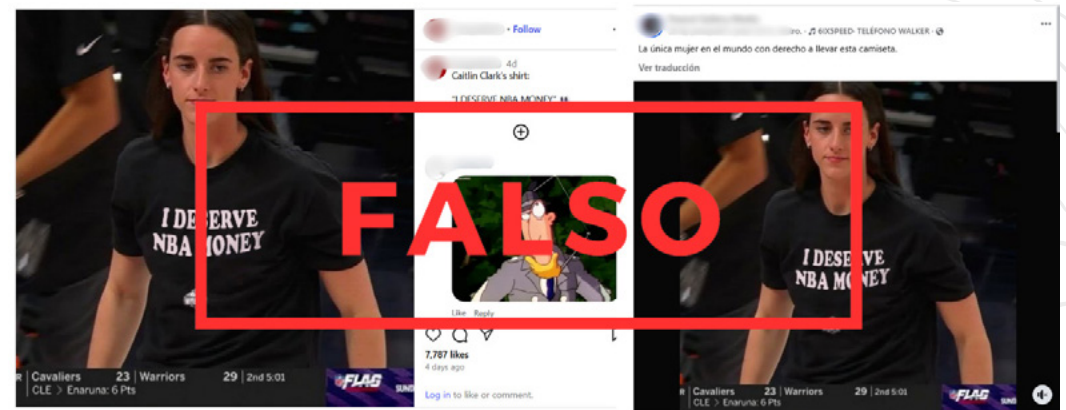 • Follow
4d
Caitlin Clark's shirt:
"I DESERVE NBA MONEY"
I DESERVE
NBA MONEY
Like Reply
7,787 likes
4 days ago
Log in to like or comment.
Cavaliers 23 Warriors 29 2nd 5:01
CLE > Enaruna: 6 Pts
FLAG
SUND
FALSO
6IXSPEED- TELÉFONO WALKER ·
La única mujer en el mundo con derecho a llevar esta camiseta.
Ver traducción
I DESERVE
NBA MONEY
Cavaliers 23 Warriors 29 2nd 5:01
CLE > Enaruna: 6 Pts
FLAG